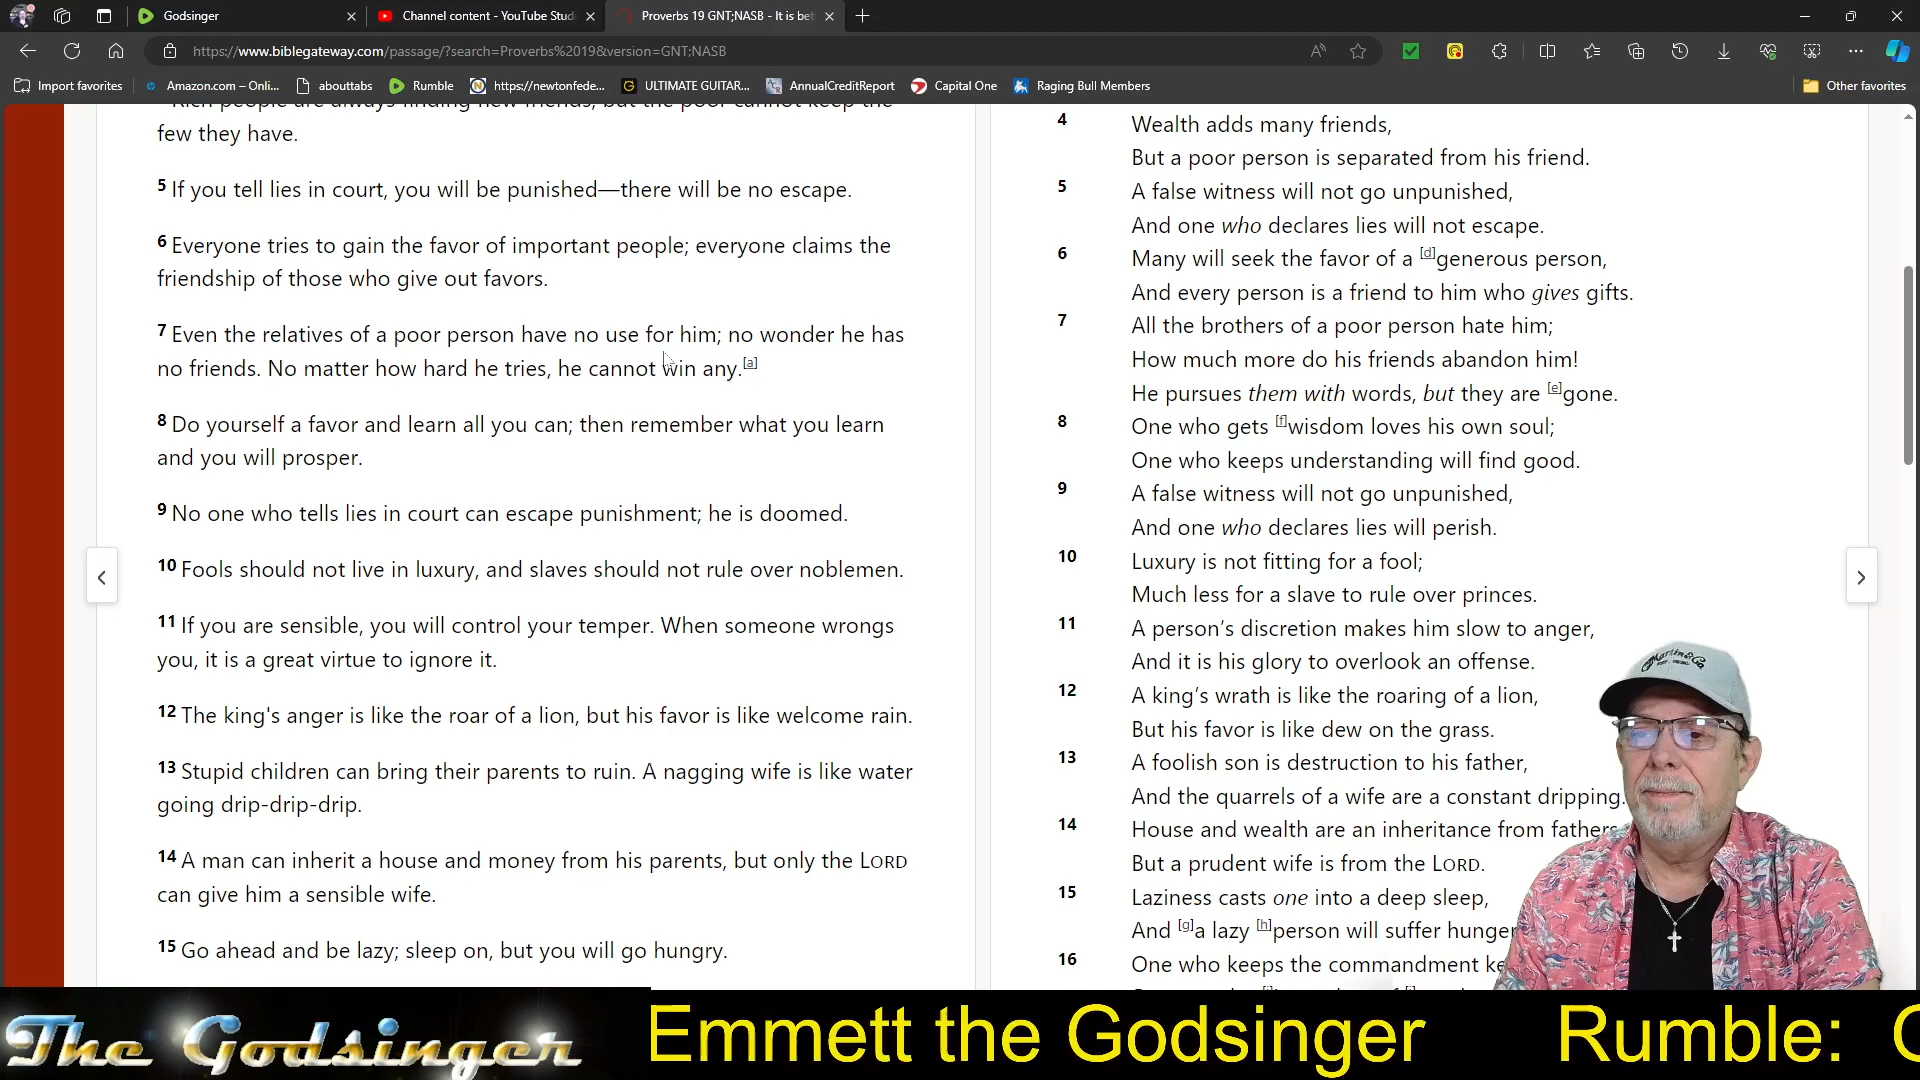 Godsinger
Channel content - YouTube Studi
Proverbs 19 GNT;NASB - It is bet
https://www.biblegateway.com/passage/?search=Proverbs%2019&version=GNT;NASB
Import favorites
Amazon.com – Onli...
abouttabs
Rumble
https://newtonfede...
ULTIMATE GUITAR...
AnnualCreditReport
Capital One
Raging Bull Members
Other favorites
Rich people are always finding new friends, but the poor cannot keep the
few they have.
5 If you tell lies in court, you will be punished—there will be no escape.
6 Everyone tries to gain the favor of important people; everyone claims the
friendship of those who give out favors.
7 Even the relatives of a poor person have no use for him; no wonder he has
no friends. No matter how hard he tries, he cannot win any.[a]
8 Do yourself a favor and learn all you can; then remember what you learn
and you will prosper.
9 No one who tells lies in court can escape punishment; he is doomed.
10 Fools should not live in luxury, and slaves should not rule over noblemen.
11 If you are sensible, you will control your temper. When someone wrongs
you, it is a great virtue to ignore it.
12 The king's anger is like the roar of a lion, but his favor is like welcome rain.
13 Stupid children can bring their parents to ruin. A nagging wife is like water
going drip-drip-drip.
14 A man can inherit a house and money from his parents, but only the LORD
can give him a sensible wife.
15 Go ahead and be lazy; sleep on, but you will go hungry.
4 Wealth adds many friends,
But a poor person is separated from his friend.
5 A false witness will not go unpunished,
And one who declares lies will not escape.
6 Many will seek the favor of a [d]generous person,
And every person is a friend to him who gives gifts.
7 All the brothers of a poor person hate him;
How much more do his friends abandon him!
He pursues them with words, but they are [e]gone.
8 One who gets [f]wisdom loves his own soul;
One who keeps understanding will find good.
9 A false witness will not go unpunished,
And one who declares lies will perish.
10 Luxury is not fitting for a fool;
Much less for a slave to rule over princes.
11 A person’s discretion makes him slow to anger,
And it is his glory to overlook an offense.
12 A king’s wrath is like the roaring of a lion,
But his favor is like dew on the grass.
13 A foolish son is destruction to his father,
And the quarrels of a wife are a constant dripping.
14 House and wealth are an inheritance from fathers
But a prudent wife is from the LORD.
15 Laziness casts one into a deep sleep,
And [g]a lazy [h]person will suffer hunger
16 One who keeps the commandment ke
Martin & Co
EST. 1833
The Godsinger
Emmett the Godsinger
Rumble: